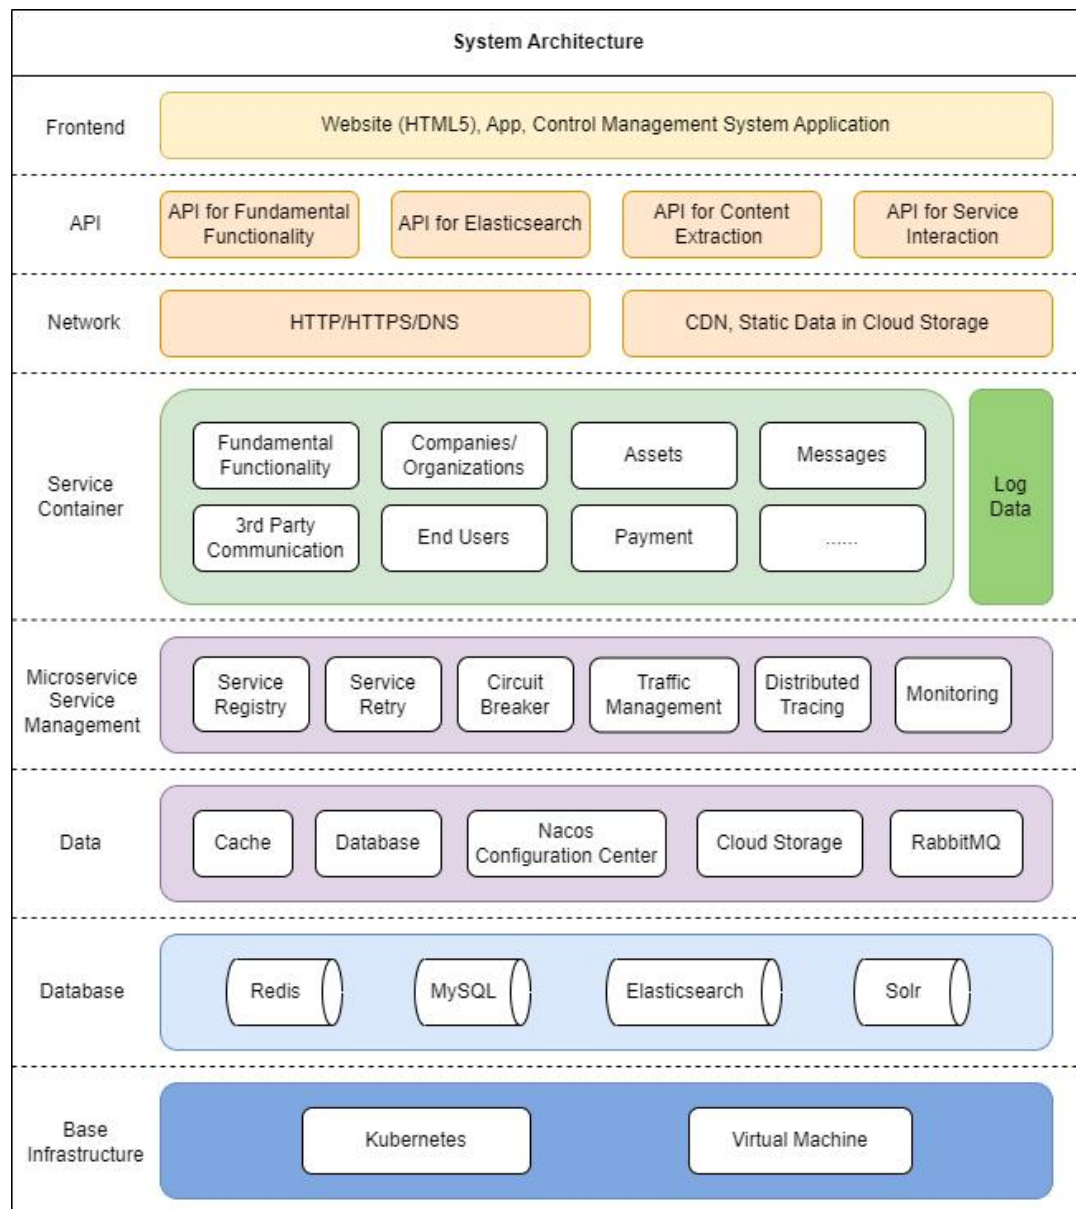 System Architecture
Frontend
Website (HTML5), App, Control Management System Application
API
API for Fundamental
Functionality
API for Elasticsearch
API for Content
Extraction
API for Service
Interaction
Network
HTTP/HTTPS/DNS
CDN, Static Data in Cloud Storage
Service
Container
Fundamental
Functionality
Companies/
Organizations
Assets
Messages
3rd Party
Communication
End Users
Payment
......
Log
Data
Microservice
Service
Management
Service
Registry
Service
Retry
Circuit
Breaker
Traffic
Management
Distributed
Tracing
Monitoring
Data
Cache
Database
Nacos
Configuration Center
Cloud Storage
RabbitMQ
Database
Redis
MySQL
Elasticsearch
Solr
Base
Infrastructure
Kubernetes
Virtual Machine